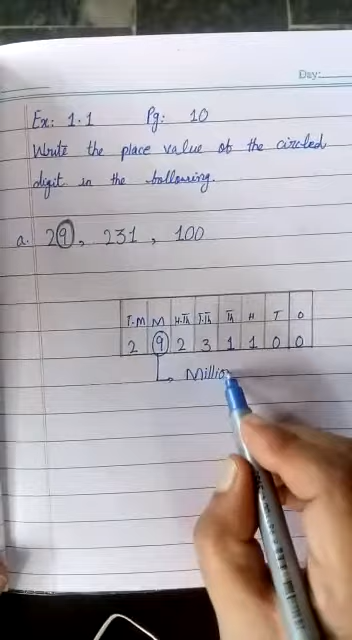 Day:
Ex: 1.1 Pg: 10
Write the place value of the circled
digit in the following.
a. 29, 231, 100
T.M M H.Th T.Th Th H T O
2 9 2 3 1 1 0 0
Millio